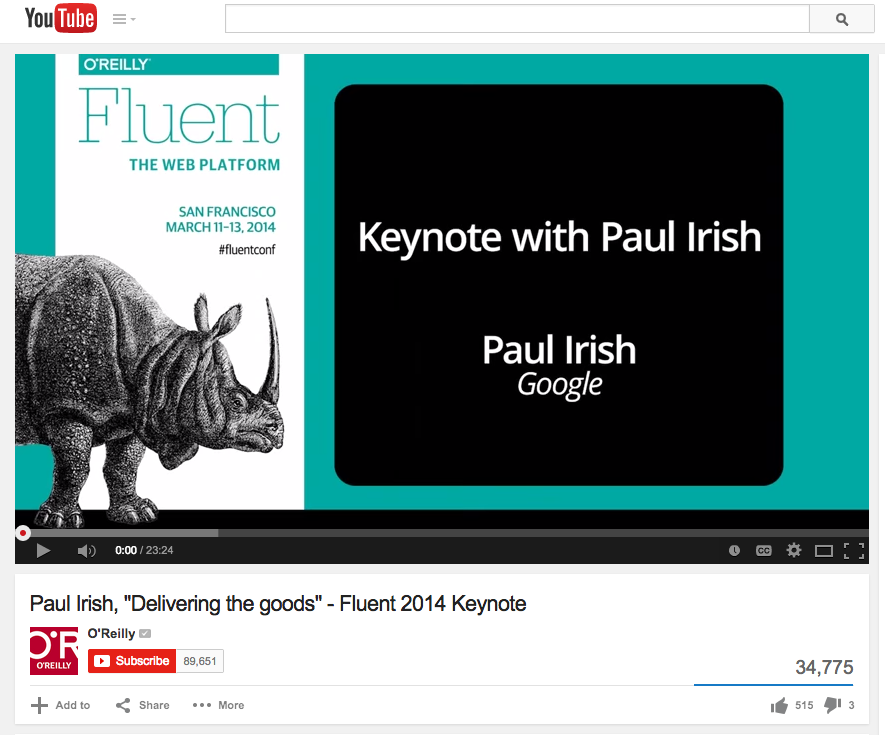 YouTube
O'REILLY
Fluent
THE WEB PLATFORM
SAN FRANCISCO
MARCH 11-13, 2014
#fluentconf
Keynote with Paul Irish
Paul Irish
Google
0:00 / 23:24
CC
Paul Irish, "Delivering the goods" - Fluent 2014 Keynote
O'R
O'REILLY
O'Reilly
Subscribe 89,651
34,775
Add to Share More
515 3